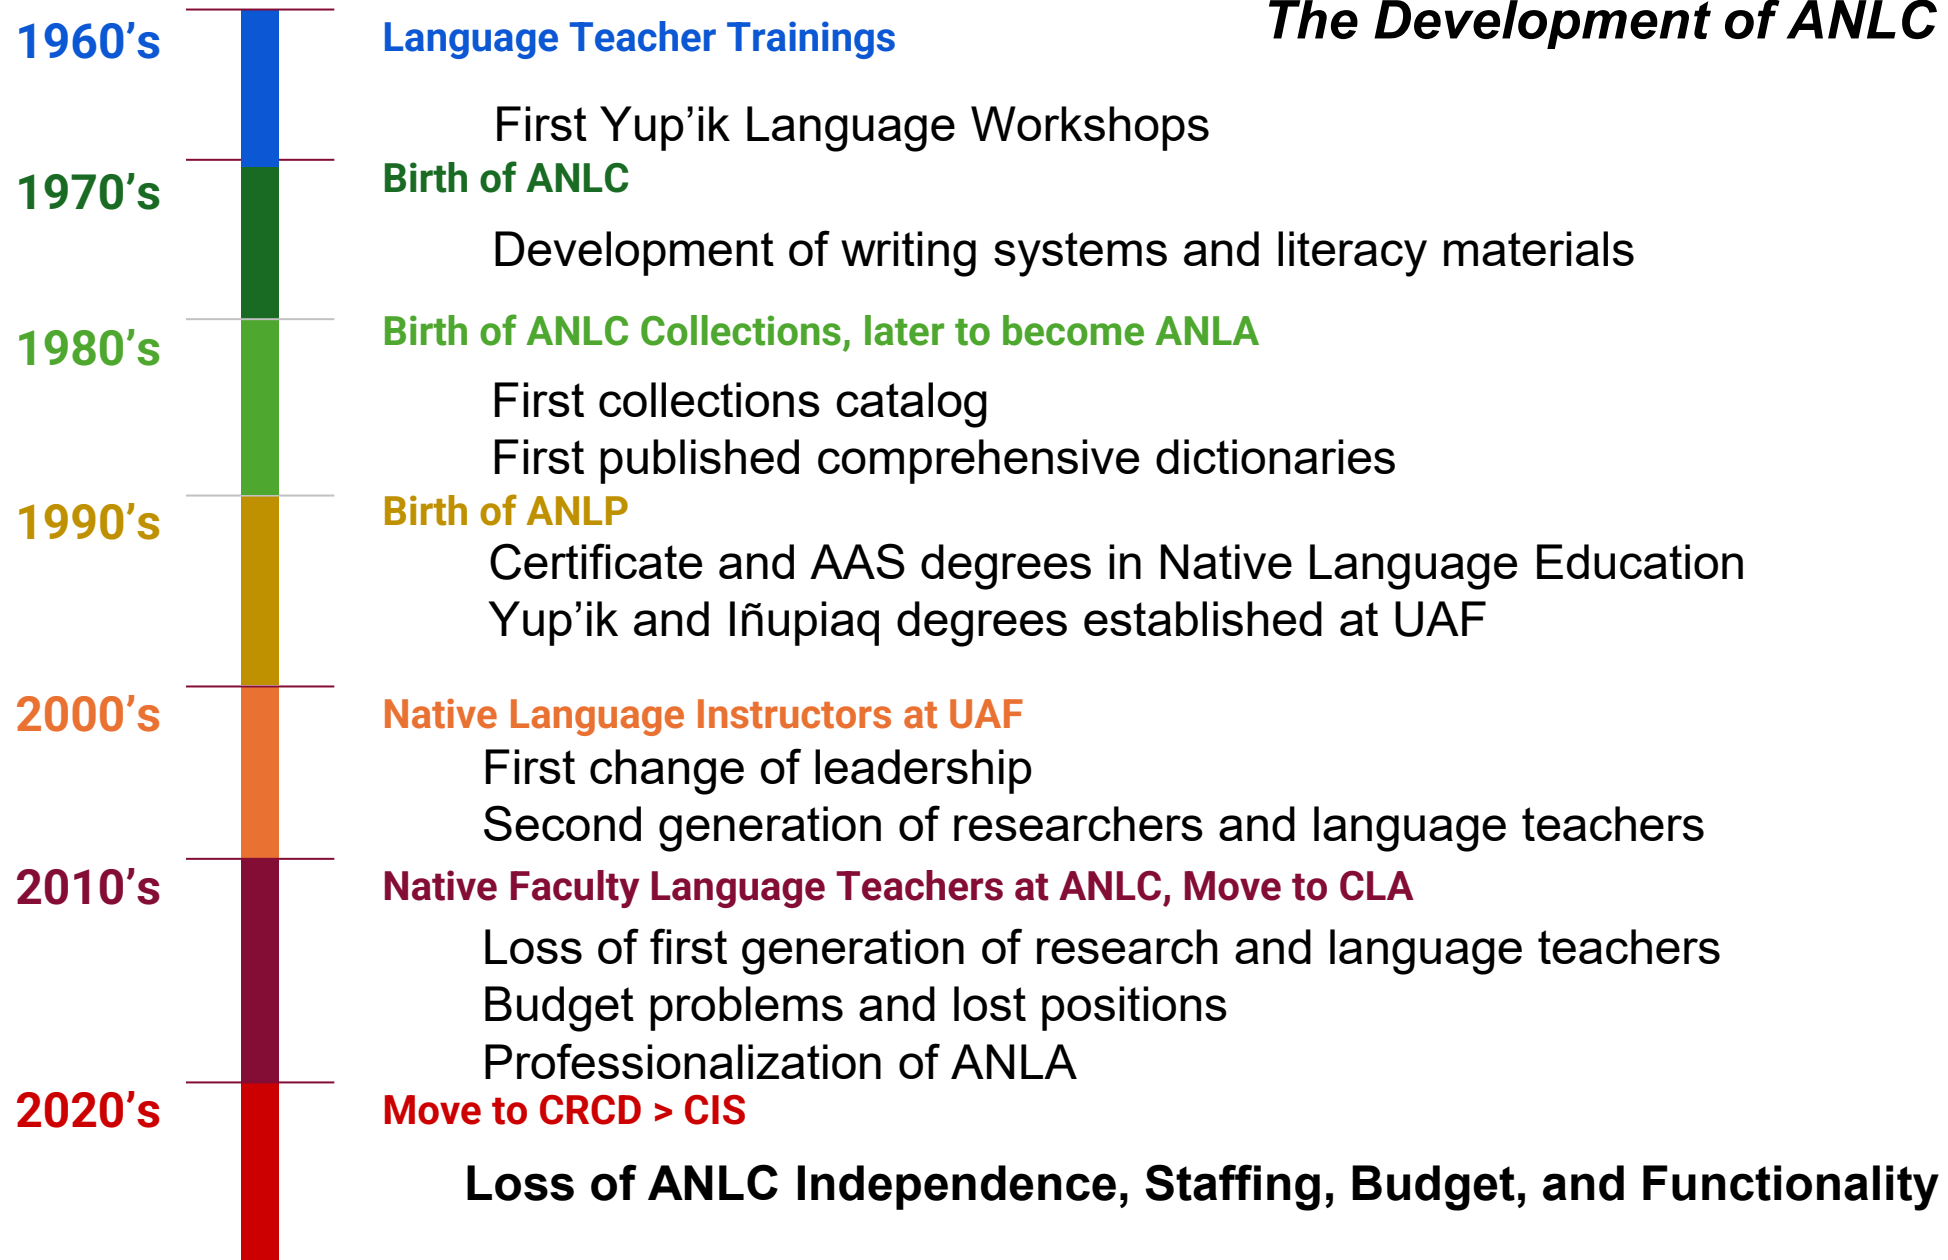 The Development of ANLC
1960’s
Language Teacher Trainings
First Yup’ik Language Workshops
1970’s
Birth of ANLC
Development of writing systems and literacy materials
1980’s
Birth of ANLC Collections, later to become ANLA
First collections catalog
First published comprehensive dictionaries
1990’s
Birth of ANLP
Certificate and AAS degrees in Native Language Education
Yup’ik and Iñupiaq degrees established at UAF
2000’s
Native Language Instructors at UAF
First change of leadership
Second generation of researchers and language teachers
2010’s
Native Faculty Language Teachers at ANLC, Move to CLA
Loss of first generation of research and language teachers
Budget problems and lost positions
Professionalization of ANLA
2020’s
Move to CRCD > CIS
Loss of ANLC Independence, Staffing, Budget, and Functionality